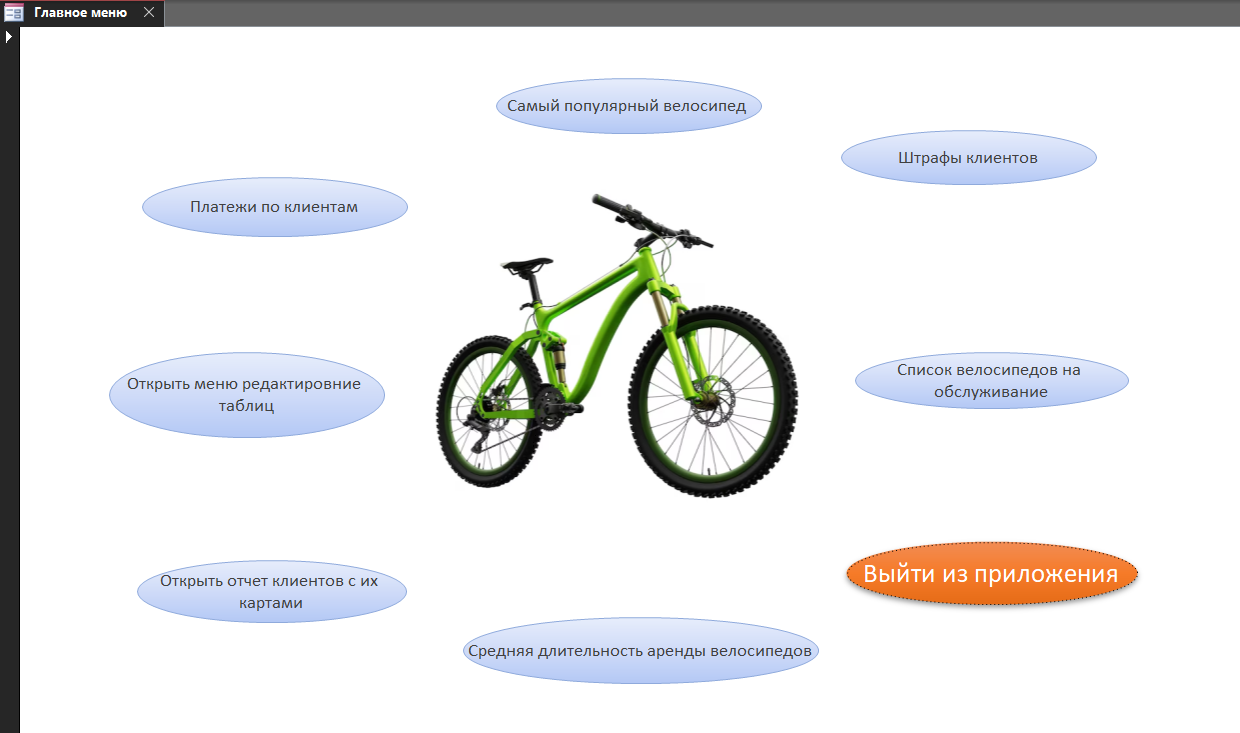 Главное меню
Самый популярный велосипед
Штрафы клиентов
Платежи по клиентам
Открыть меню редактировние
таблиц
Список велосипедов на
обслуживание
Открыть отчет клиентов с их
картами
Выйти из приложения
Средняя длительность аренды велосипедов